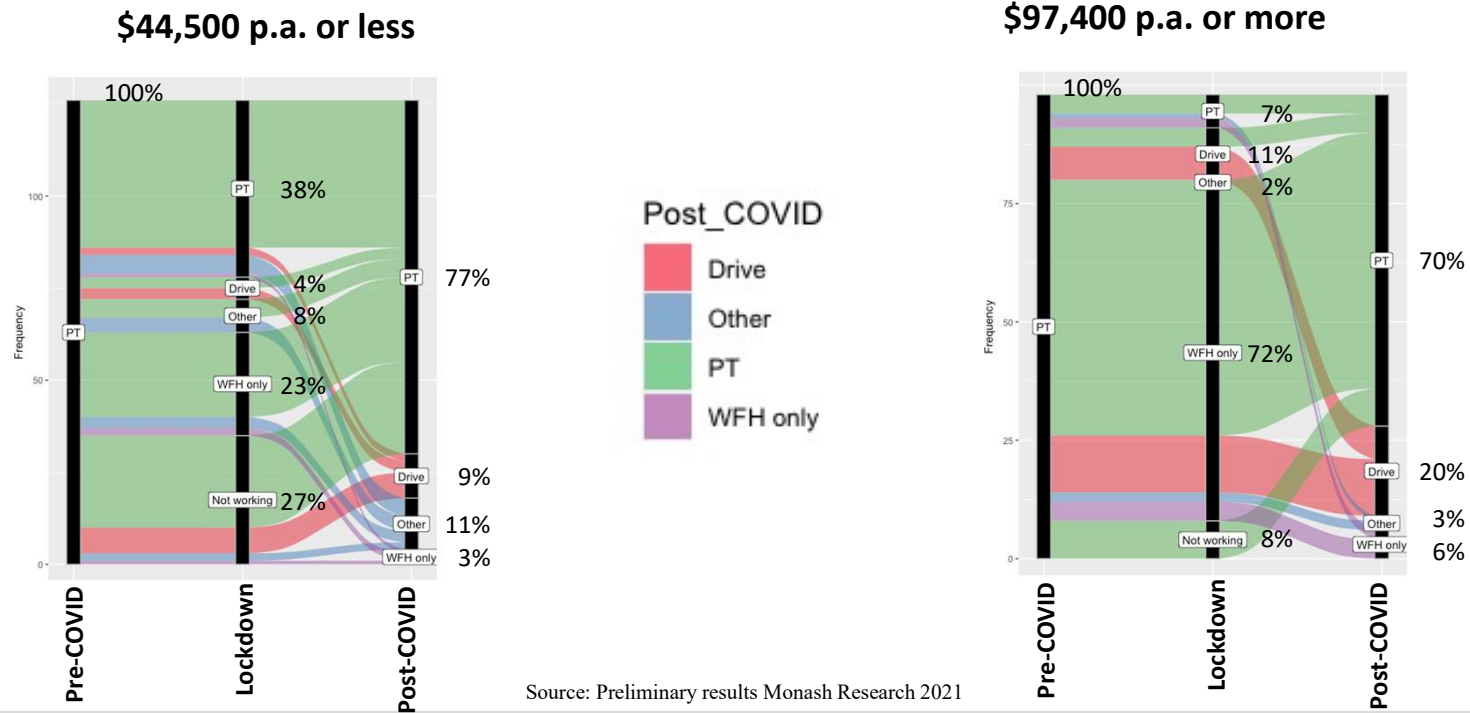 $44,500 p.a. or less
$97,400 p.a. or more
100%
PT
38%
4%
Drive
8%
Other
WFH only
23%
Not working
27%
PT
77%
Drive
9%
Other
11%
WFH only
3%
PT
Frequency
100
50
0
Pre-COVID
Lockdown
Post-COVID
Post_COVID
Drive
Other
PT
WFH only
100%
PT
7%
Drive
11%
Other
2%
WFH only
72%
Not working
8%
PT
70%
Drive
20%
Other
3%
WFH only
6%
PT
Frequency
75
50
25
0
Pre-COVID
Lockdown
Post-COVID
Source: Preliminary results Monash Research 2021